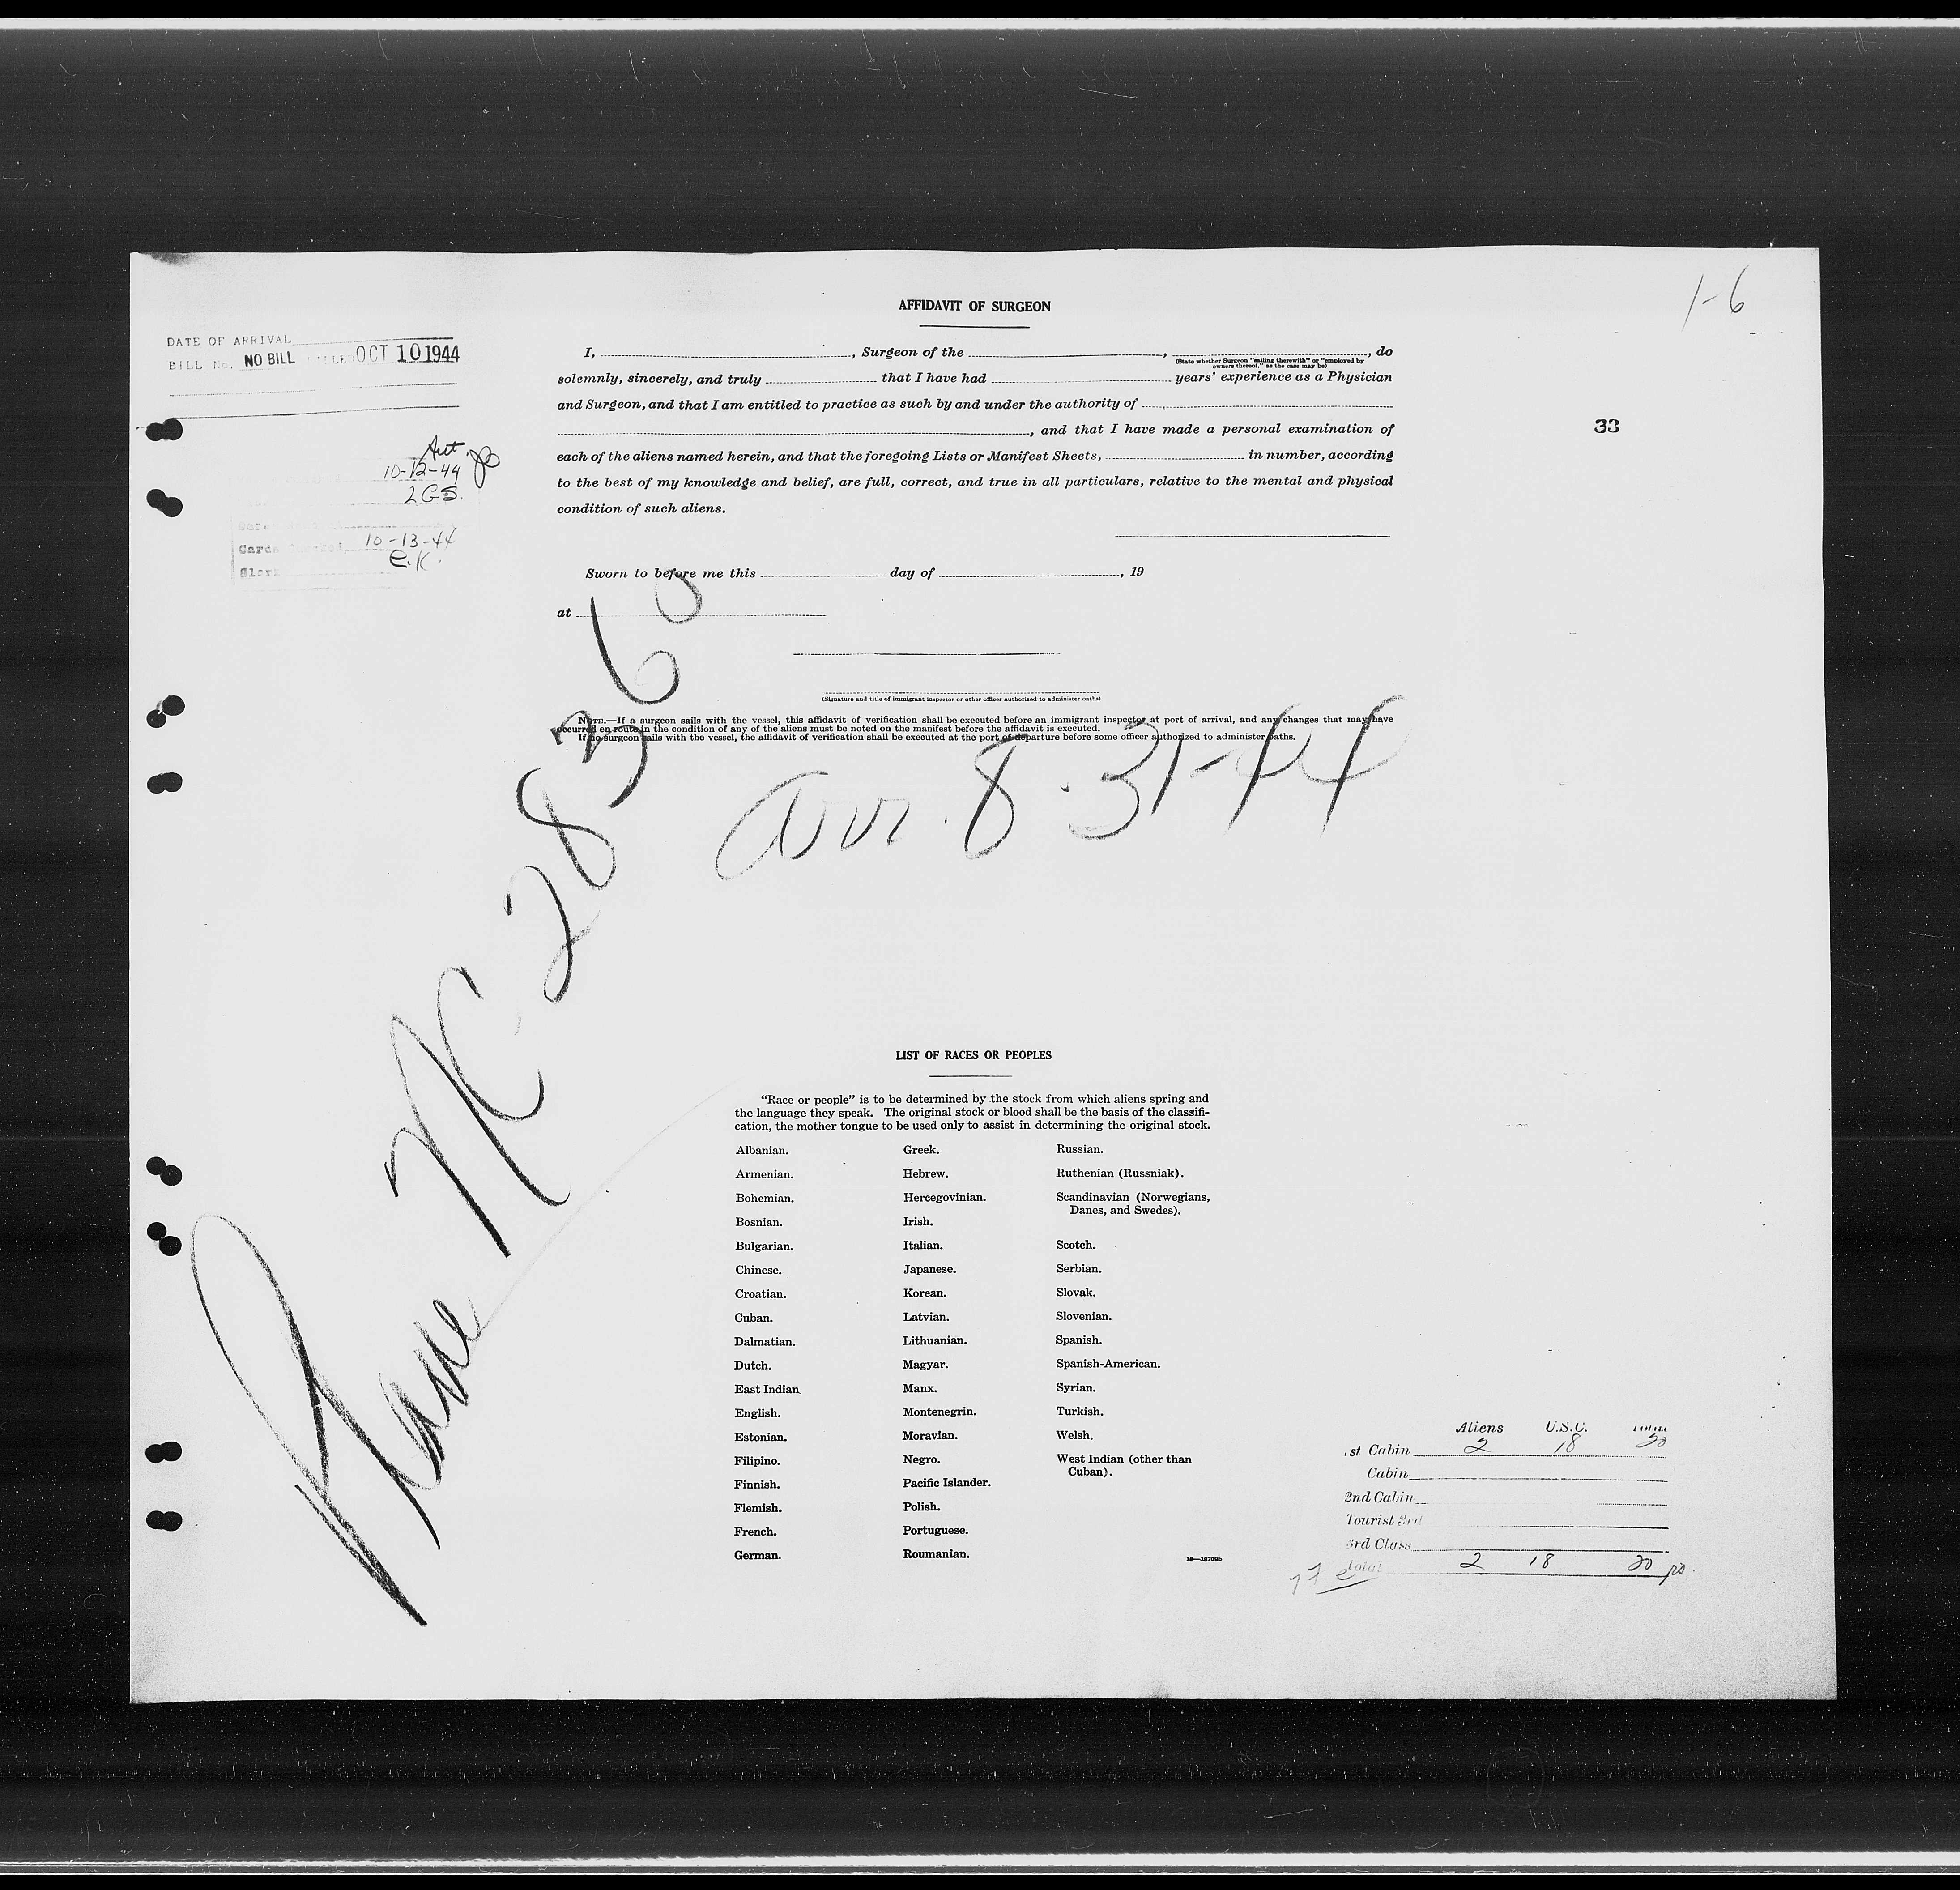 1-6
AFFIDAVIT OF SURGEON
DATE OF ARRIVAL
BILL No. NO BILL OCT 10 1944
I, , Surgeon of the , , do
(State whether Surgeon "sailing therewith" or "employed by
owners thereof," as the case may be)
solemnly, sincerely, and truly that I have had years' experience as a Physician
and Surgeon, and that I am entitled to practice as such by and under the authority of
, and that I have made a personal examination of
33
each of the aliens named herein, and that the foregoing Lists or Manifest Sheets, in number, according
to the best of my knowledge and belief, are full, correct, and true in all particulars, relative to the mental and physical
condition of such aliens.
10-12-44
Cards 10-13-44
E.K.
Sworn to before me this day of , 19
at
(Signature and title of immigrant inspector or other officer authorized to administer oaths)
NOTE.—If a surgeon sails with the vessel, this affidavit of verification shall be executed before an immigrant inspector at port of arrival, and any changes that may have
occurred en route in the condition of any of the aliens must be noted on the manifest before the affidavit is executed.
If no surgeon sails with the vessel, the affidavit of verification shall be executed at the port of departure before some officer authorized to administer oaths.
Plane NC 28360
arr. 8-31-44
LIST OF RACES OR PEOPLES
"Race or people" is to be determined by the stock from which aliens spring and
the language they speak. The original stock or blood shall be the basis of the classifi-
cation, the mother tongue to be used only to assist in determining the original stock.
Albanian.
Armenian.
Bohemian.
Bosnian.
Bulgarian.
Chinese.
Croatian.
Cuban.
Dalmatian.
Dutch.
East Indian
English.
Estonian.
Filipino.
Finnish.
Flemish.
French.
German.
Greek.
Hebrew.
Hercegovinian.
Irish.
Italian.
Japanese.
Korean.
Latvian.
Lithuanian.
Magyar.
Manx.
Montenegrin.
Moravian.
Negro.
Pacific Islander.
Polish.
Portuguese.
Roumanian.
Russian.
Ruthenian (Russniak).
Scandinavian (Norwegians,
Danes, and Swedes).
Scotch.
Serbian.
Slovak.
Slovenian.
Spanish.
Spanish-American.
Syrian.
Turkish.
Welsh.
West Indian (other than
Cuban).
Aliens U.S.C. Total
1st Cabin 2 18 20
Cabin
2nd Cabin
Tourist 3rd
3rd Class
Total 2 18 20